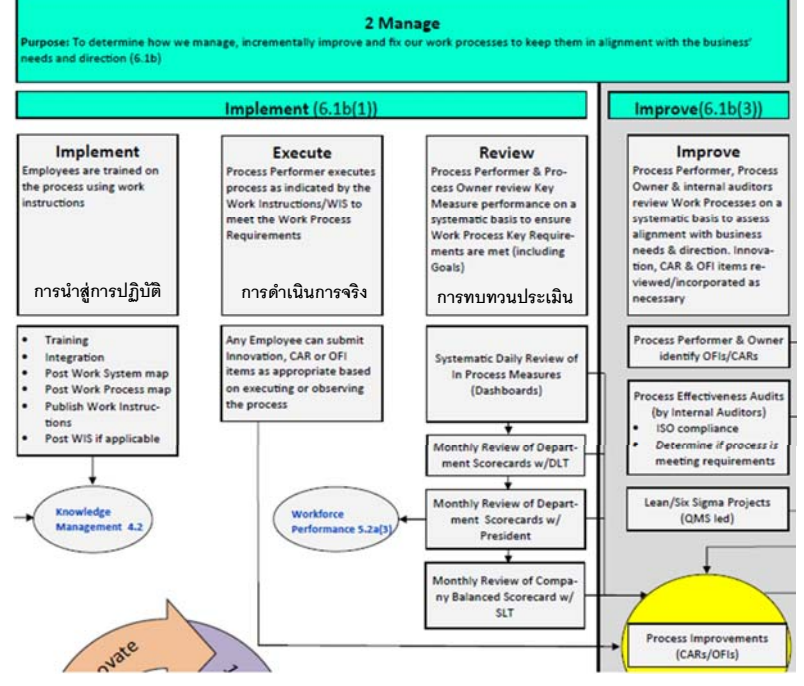 2 Manage
Purpose: To determine how we manage, incrementally improve and fix our work processes to keep them in alignment with the business'
needs and direction (6.1b)
Implement (6.1b(1))
Improve(6.1b(3))
Implement
Employees are trained on
the process using work
instructions
การนำสู่การปฏิบัติ
Execute
Process Performer executes
process as indicated by the
Work Instructions/WIS to
meet the Work Process
Requirements
การดำเนินการจริง
Review
Process Performer & Pro-
cess Owner review Key
Measure performance on a
systematic basis to ensure
Work Process Key Require-
ments are met (including
Goals)
การทบทวนประเมิน
Improve
Process Performer, Process
Owner & internal auditors
review Work Processes on a
systematic basis to assess
alignment with business
needs & direction. Innova-
tion, CAR & OFI items re-
viewed/incorporated as
necessary
• Training
• Integration
• Post Work System map
• Post Work Process map
• Publish Work Instruc-
tions
• Post WIS if applicable
Any Employee can submit
Innovation, CAR or OFI
items as appropriate based
on executing or observing
the process
Systematic Daily Review of
In Process Measures
(Dashboards)
Process Performer & Owner
identify OFIs/CARs
Process Effectiveness Audits
(by Internal Auditors)
• ISO compliance
• Determine if process is
meeting requirements
Monthly Review of Depart-
ment Scorecards w/DLT
Knowledge
Management 4.2
Workforce
Performance 5.2a(3)
Monthly Review of Depart-
ment Scorecards w/
President
Lean/Six Sigma Projects
(QMS led)
Monthly Review of Compa-
ny Balanced Scorecard w/
SLT
Process Improvements
(CARs/OFIs)
ovate